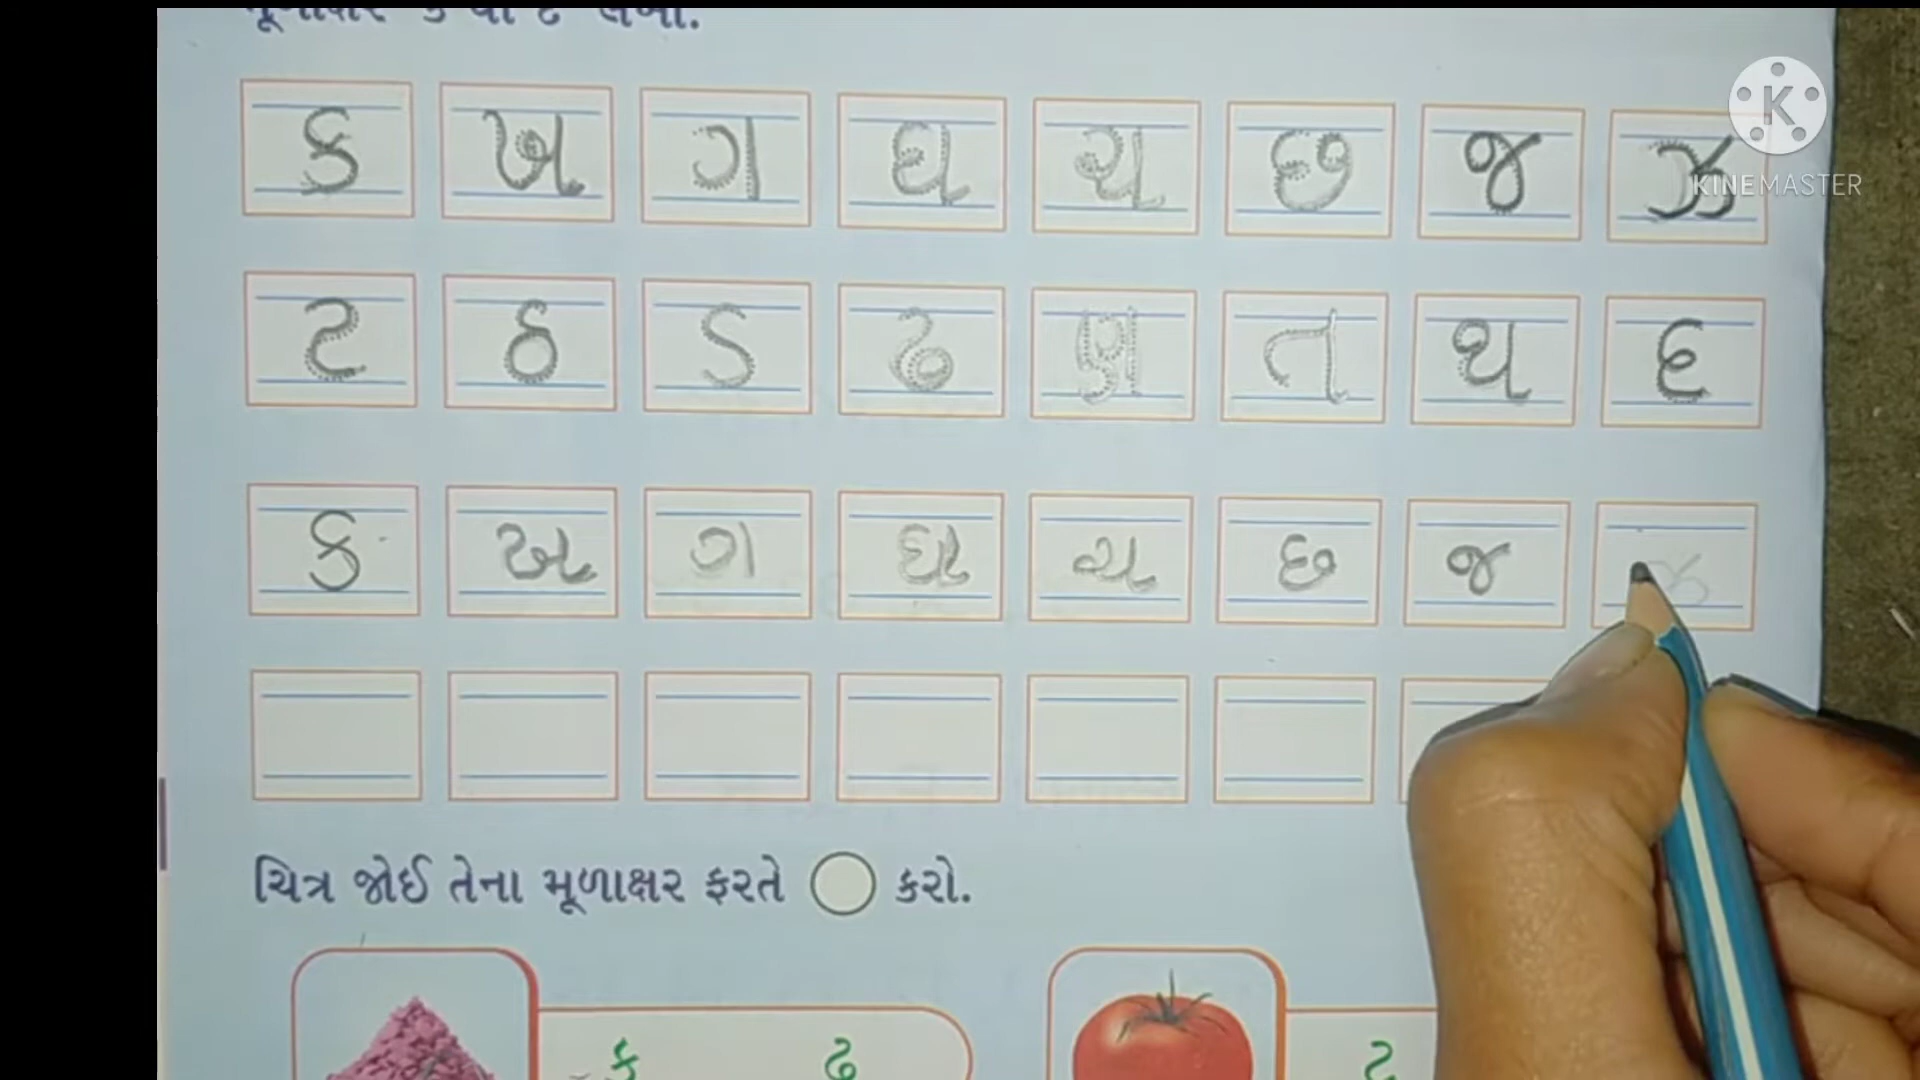 ક ખ ગ ઘ ચ છ જ ઝ
KINEMASTER
ટ ઠ ડ ઢ ણ ત થ દ
ક ખ ગ ઘ ચ છ જ ઝ
ચિત્ર જોઈ તેના મૂળાક્ષર ફરતે કરો.
ક ઢ ટ